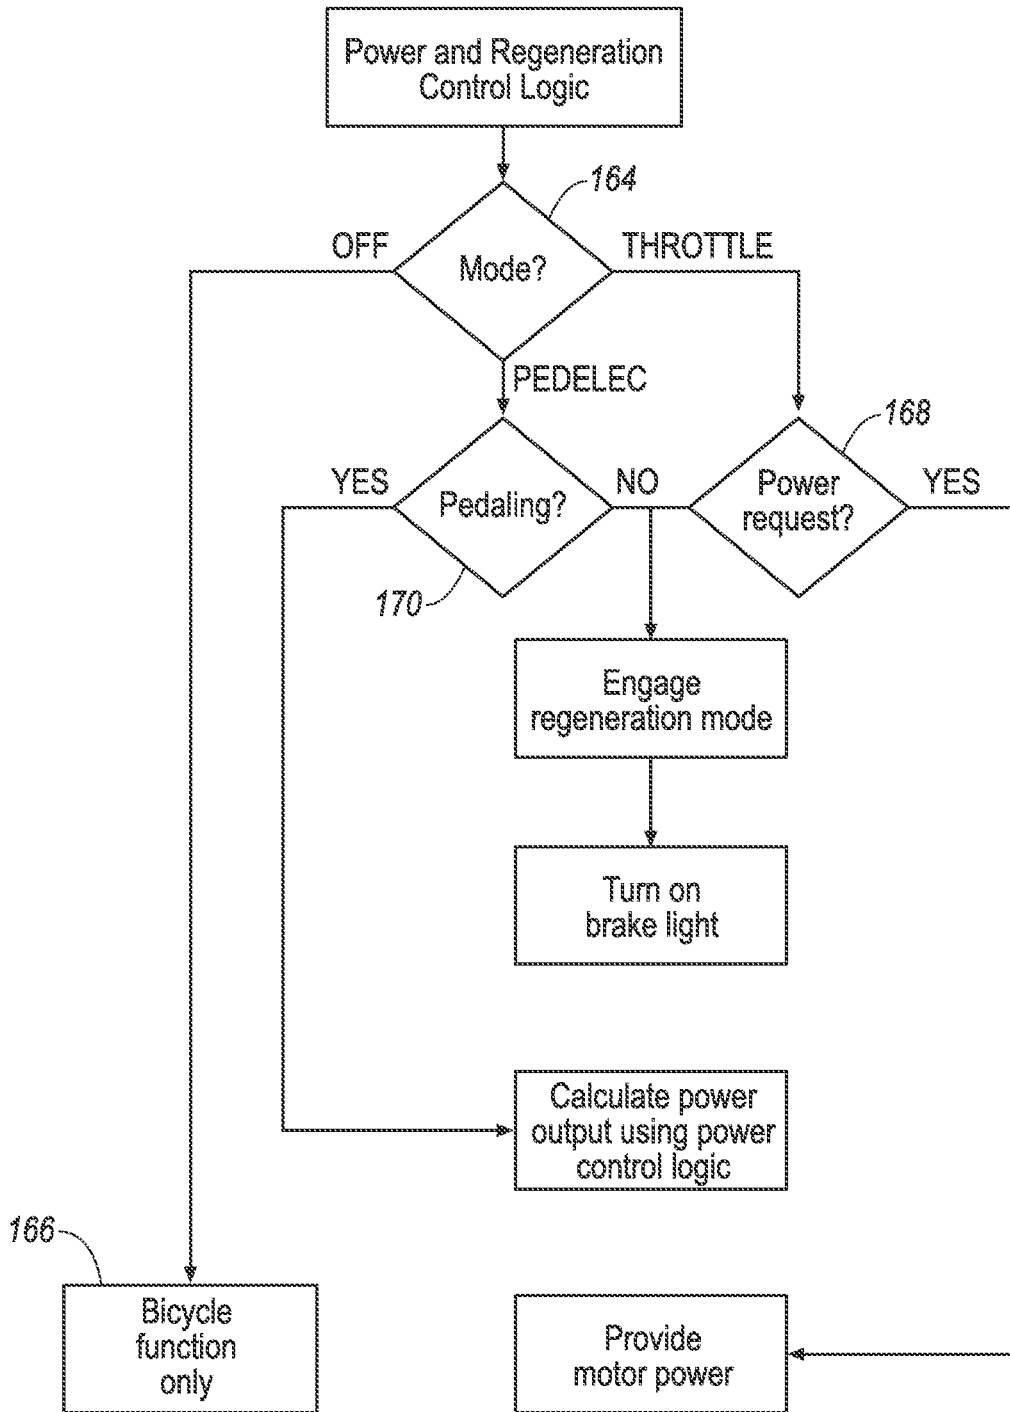 Power and Regeneration
Control Logic
164
OFF
THROTTLE
Mode?
PEDELEC
168
YES
Pedaling?
NO
Power
request?
YES
170
Engage
regeneration mode
Turn on
brake light
Calculate power
output using power
control logic
166
Bicycle
function
only
Provide
motor power